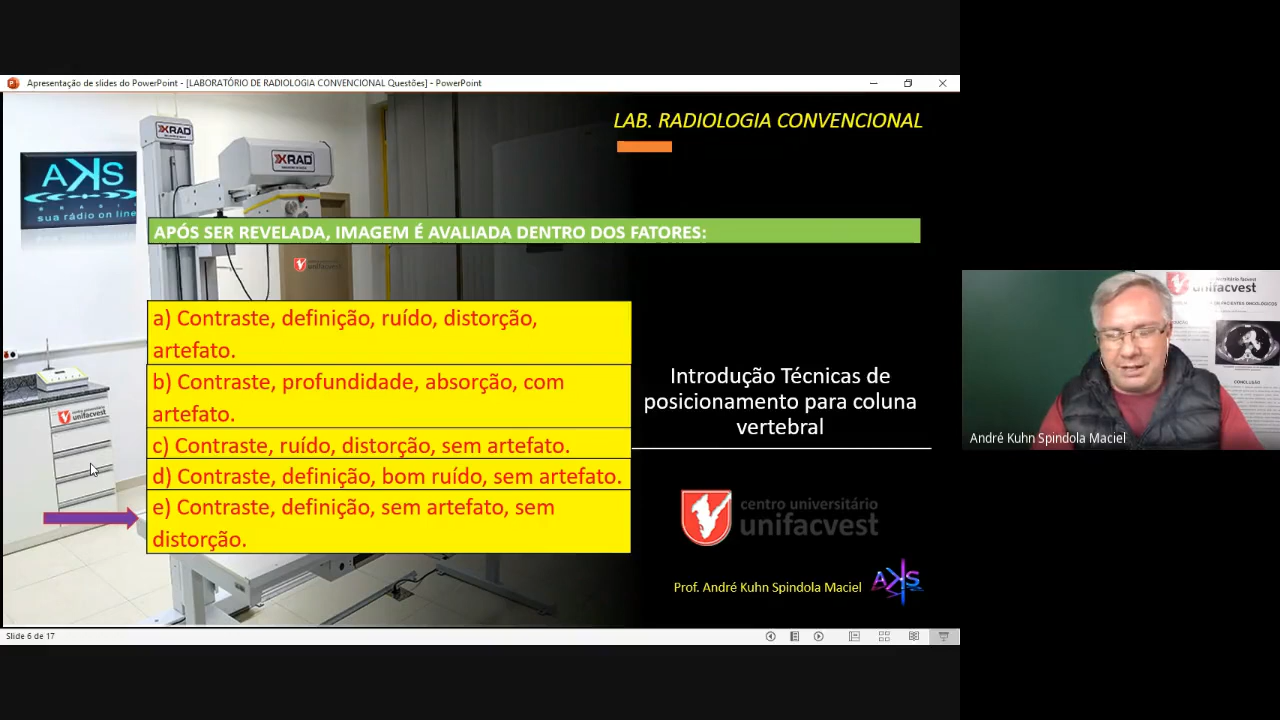 Apresentação de slides do PowerPoint - [LABORATÓRIO DE RADIOLOGIA CONVENCIONAL Questões] - PowerPoint
LAB. RADIOLOGIA CONVENCIONAL
XRAD
XRAD
AKS
BRASIL
sua rádio on line
APÓS SER REVELADA, IMAGEM É AVALIADA DENTRO DOS FATORES:
unifacvest
a) Contraste, definição, ruído, distorção,
artefato.
b) Contraste, profundidade, absorção, com
artefato.
c) Contraste, ruído, distorção, sem artefato.
d) Contraste, definição, bom ruído, sem artefato.
e) Contraste, definição, sem artefato, sem
distorção.
unifacvest
Introdução Técnicas de
posicionamento para coluna
vertebral
centro universitário
unifacvest
Prof. André Kuhn Spindola Maciel
AKS
Slide 6 de 17
unifacvest
CONCLUSÃO
André Kuhn Spindola Maciel